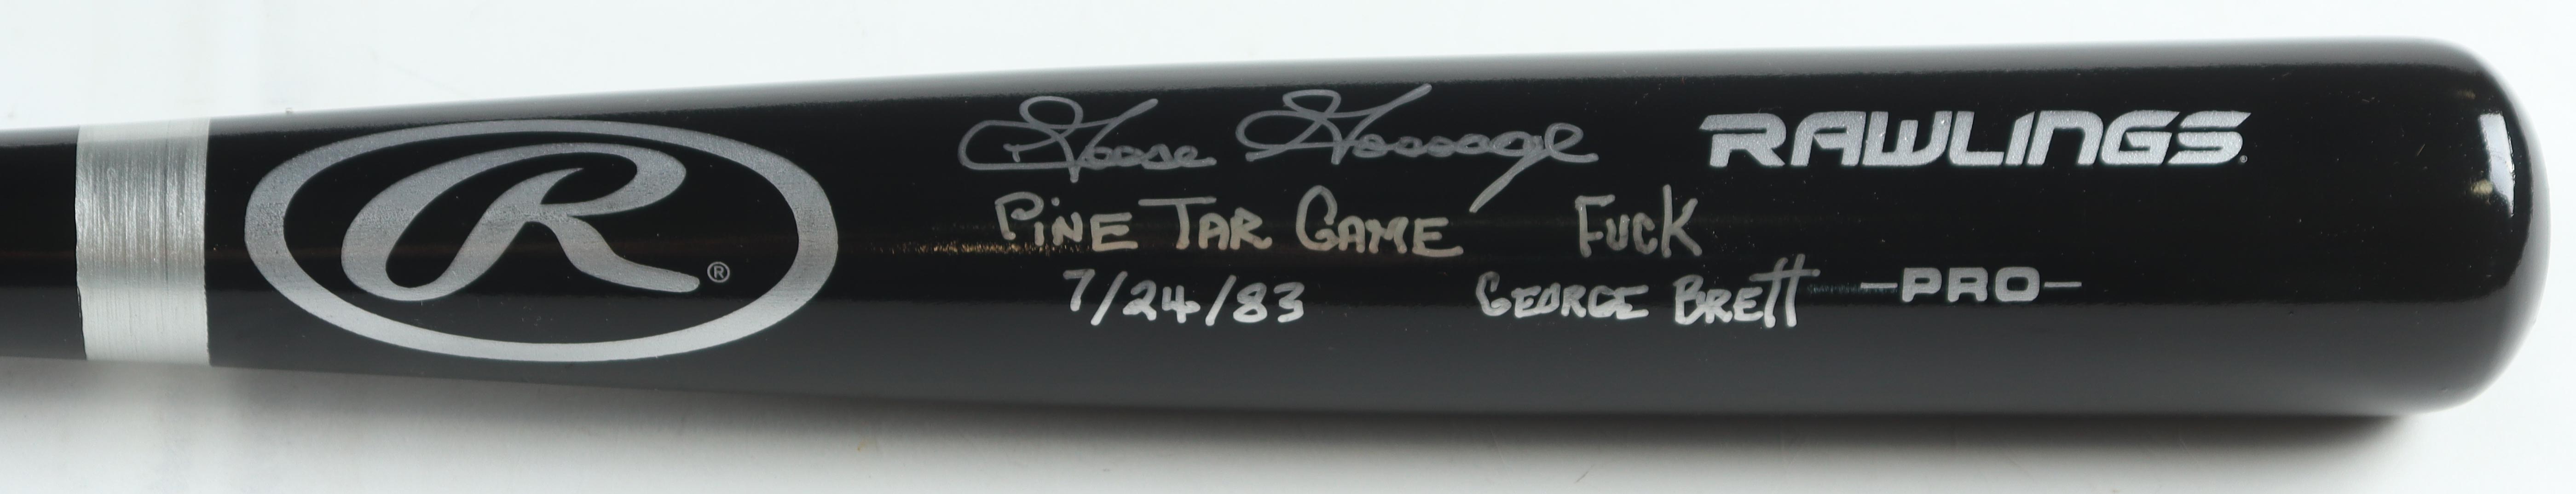 R ®
Goose Gossage
RAWLINGS
PINE TAR GAME
FUCK
7/24/83
GEORGE BRETT
—PRO—